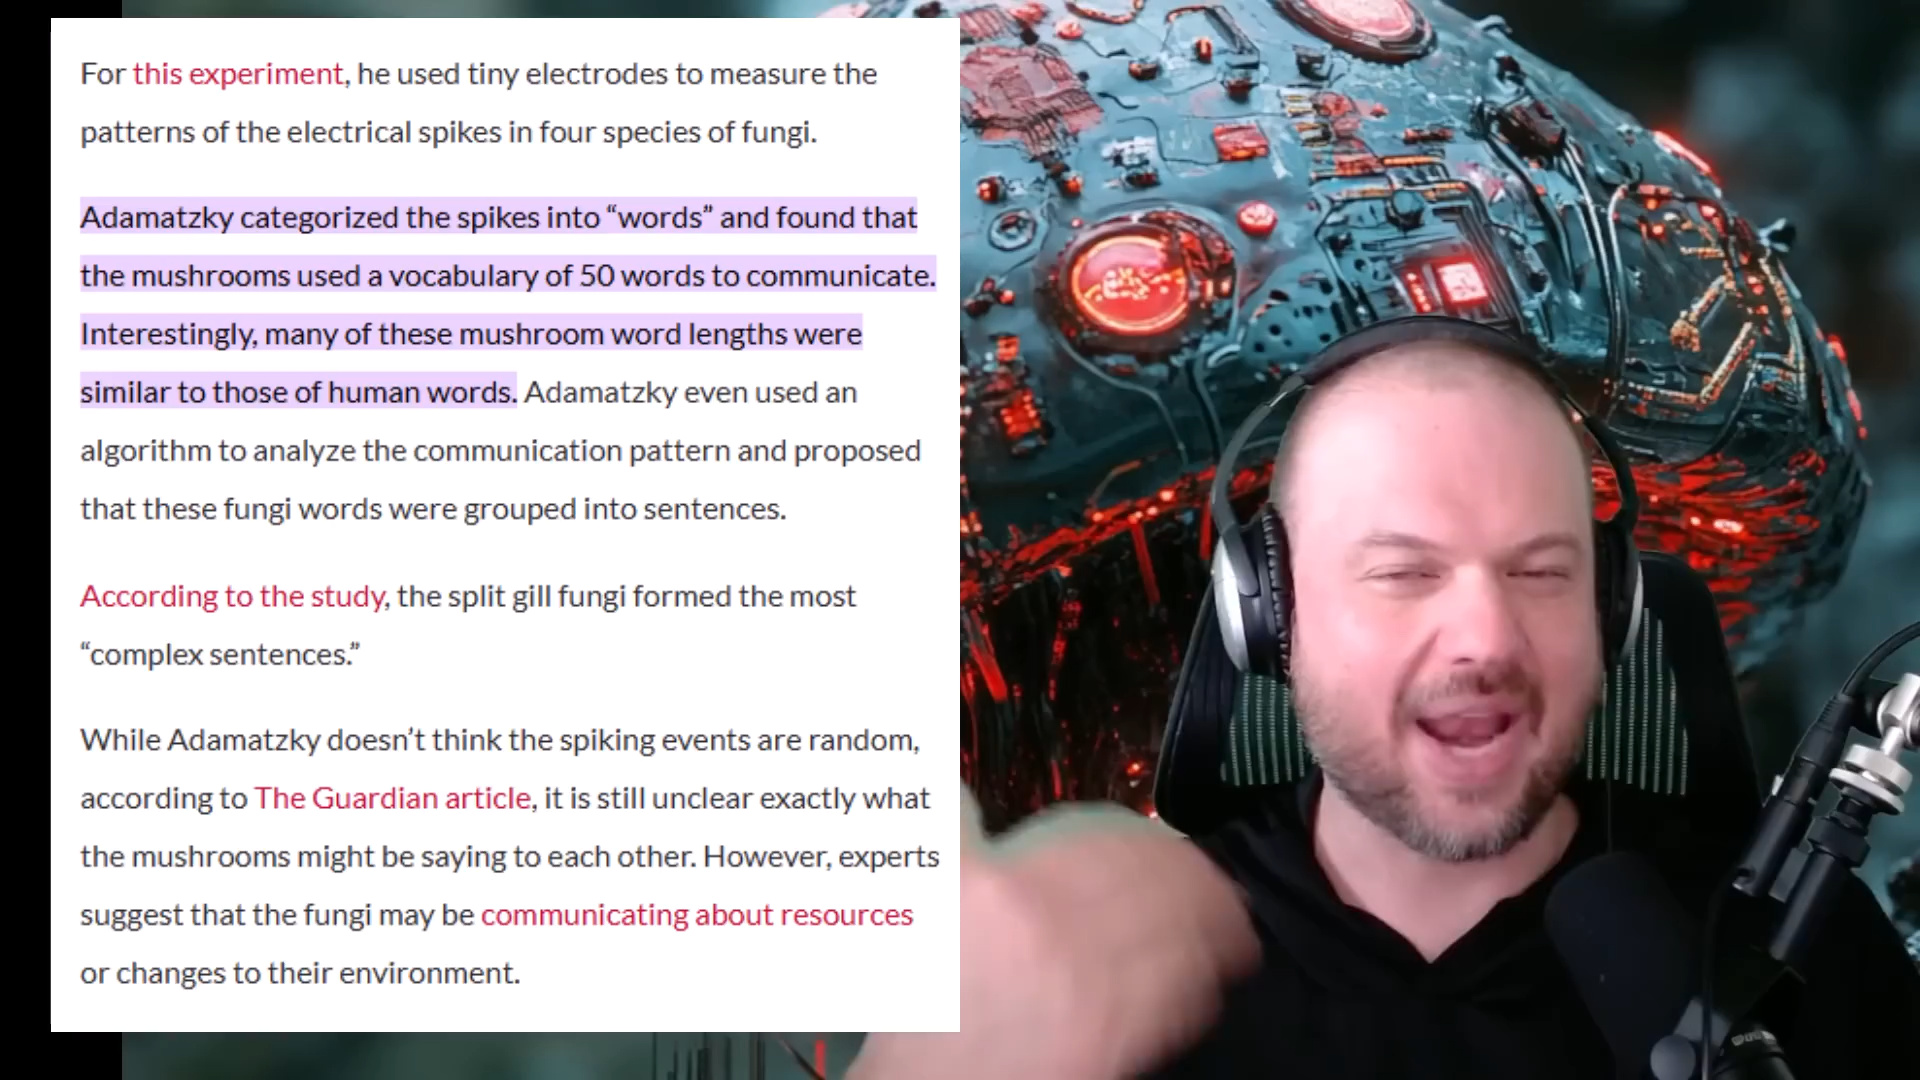 For this experiment, he used tiny electrodes to measure the
patterns of the electrical spikes in four species of fungi.
Adamatzky categorized the spikes into “words” and found that
the mushrooms used a vocabulary of 50 words to communicate.
Interestingly, many of these mushroom word lengths were
similar to those of human words. Adamatzky even used an
algorithm to analyze the communication pattern and proposed
that these fungi words were grouped into sentences.
According to the study, the split gill fungi formed the most
“complex sentences.”
While Adamatzky doesn’t think the spiking events are random,
according to The Guardian article, it is still unclear exactly what
the mushrooms might be saying to each other. However, experts
suggest that the fungi may be communicating about resources
or changes to their environment.